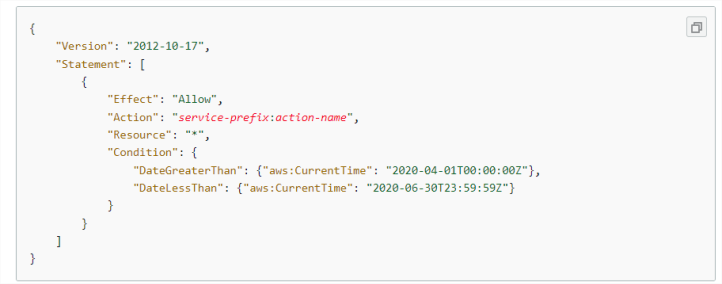 {
    "Version": "2012-10-17",
    "Statement": [
        {
            "Effect": "Allow",
            "Action": "service-prefix:action-name",
            "Resource": "*",
            "Condition": {
                "DateGreaterThan": {"aws:CurrentTime": "2020-04-01T00:00:00Z"},
                "DateLessThan": {"aws:CurrentTime": "2020-06-30T23:59:59Z"}
            }
        }
    ]
}